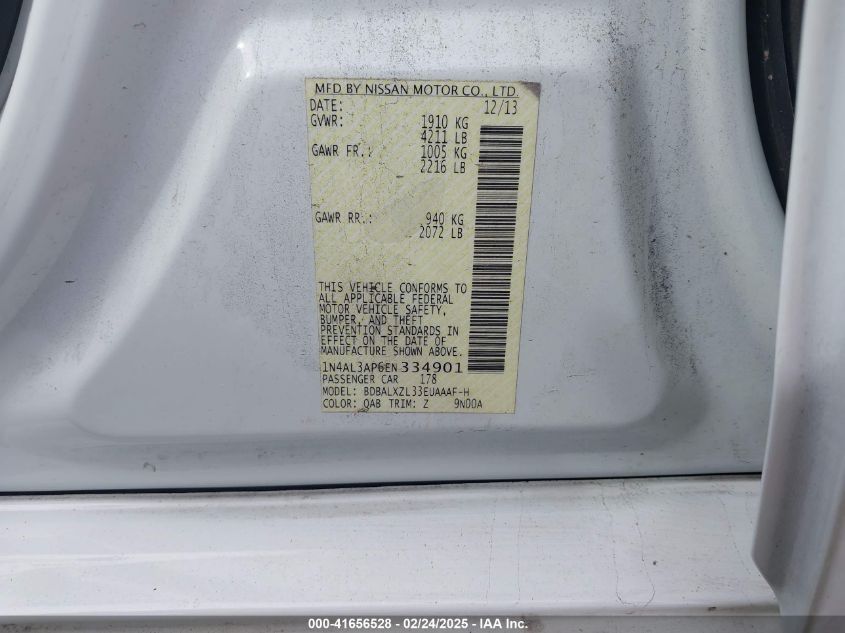 MFD BY NISSAN MOTOR CO., LTD.
DATE: 12/13
GVWR: 1910 KG
4211 LB
GAWR FR.: 1005 KG
2216 LB
GAWR RR.: 940 KG
2072 LB
THIS VEHICLE CONFORMS TO
ALL APPLICABLE FEDERAL
MOTOR VEHICLE SAFETY,
BUMPER, AND THEFT
PREVENTION STANDARDS IN
EFFECT ON THE DATE OF
MANUFACTURE SHOWN ABOVE.
1N4AL3AP6EN334901
PASSENGER CAR 178
MODEL: BDBALXZL33EUAAAF-H
COLOR: QAB TRIM: Z 9N00A
000-41656528 - 02/24/2025 - IAA Inc.